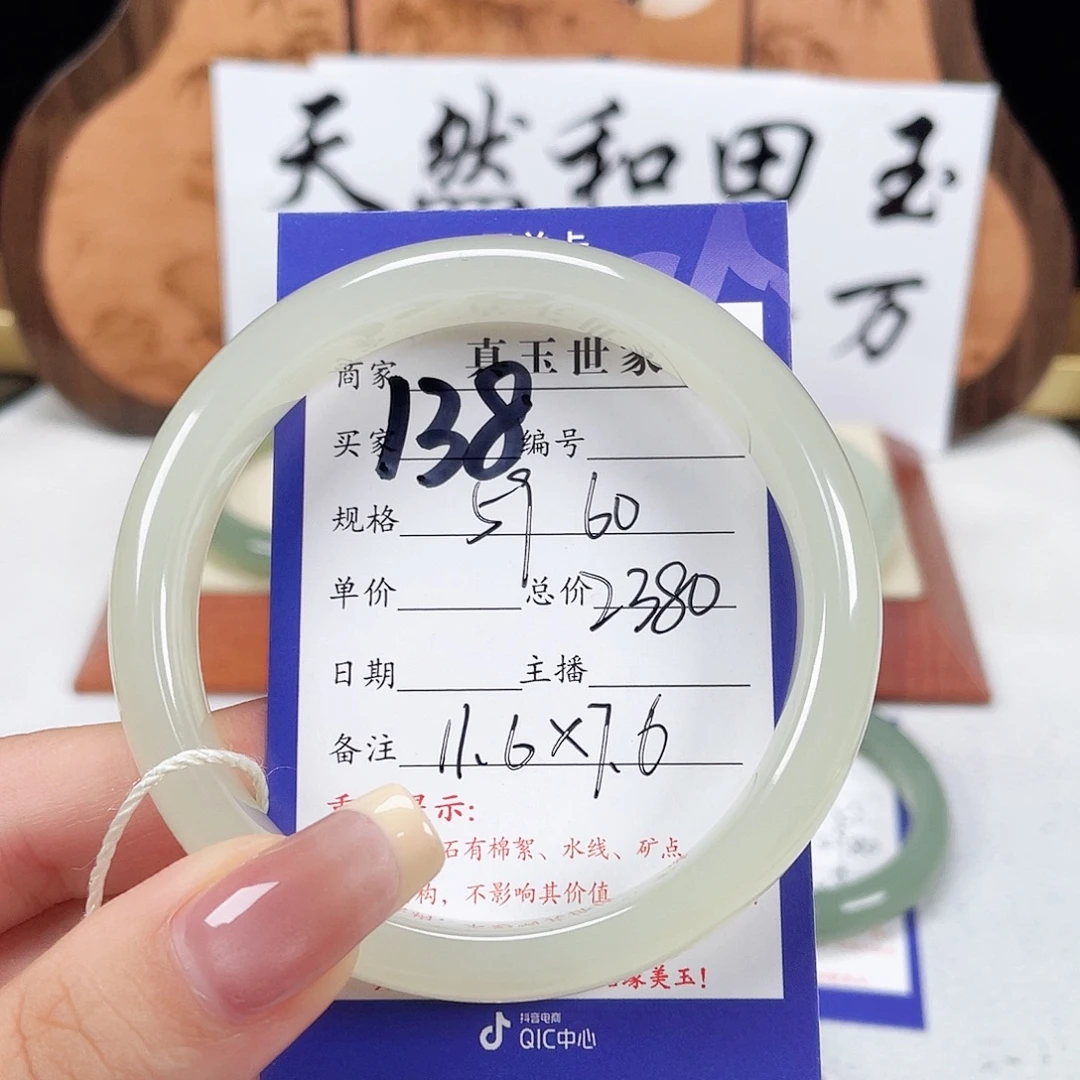 天然和田玉
万
商家 真玉世家
138
买家 编号
规格 59 60
单价 总价 2380
日期 主播
备注 11.6×7.6
示:
石有棉絮、水线、矿点
构，不影响其价值
家美玉!
抖音电商
QIC中心